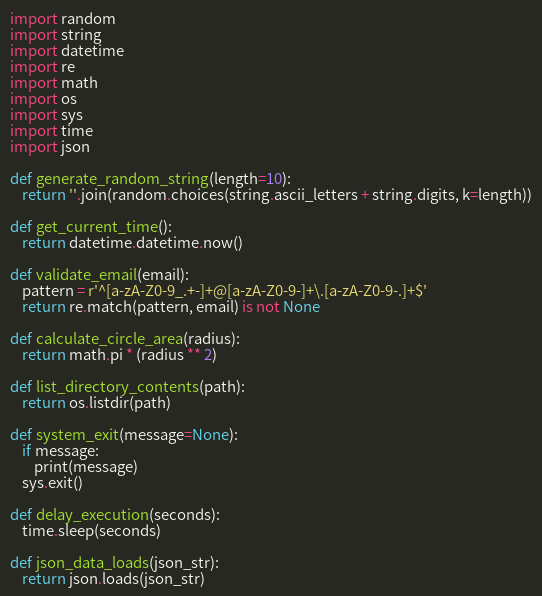 import random
import string
import datetime
import re
import math
import os
import sys
import time
import json

def generate_random_string(length=10):
    return ''.join(random.choices(string.ascii_letters + string.digits, k=length))

def get_current_time():
    return datetime.datetime.now()

def validate_email(email):
    pattern = r'^[a-zA-Z0-9_.+-]+@[a-zA-Z0-9-]+\.[a-zA-Z0-9-.]+$'
    return re.match(pattern, email) is not None

def calculate_circle_area(radius):
    return math.pi * (radius ** 2)

def list_directory_contents(path):
    return os.listdir(path)

def system_exit(message=None):
    if message:
        print(message)
    sys.exit()

def delay_execution(seconds):
    time.sleep(seconds)

def json_data_loads(json_str):
    return json.loads(json_str)